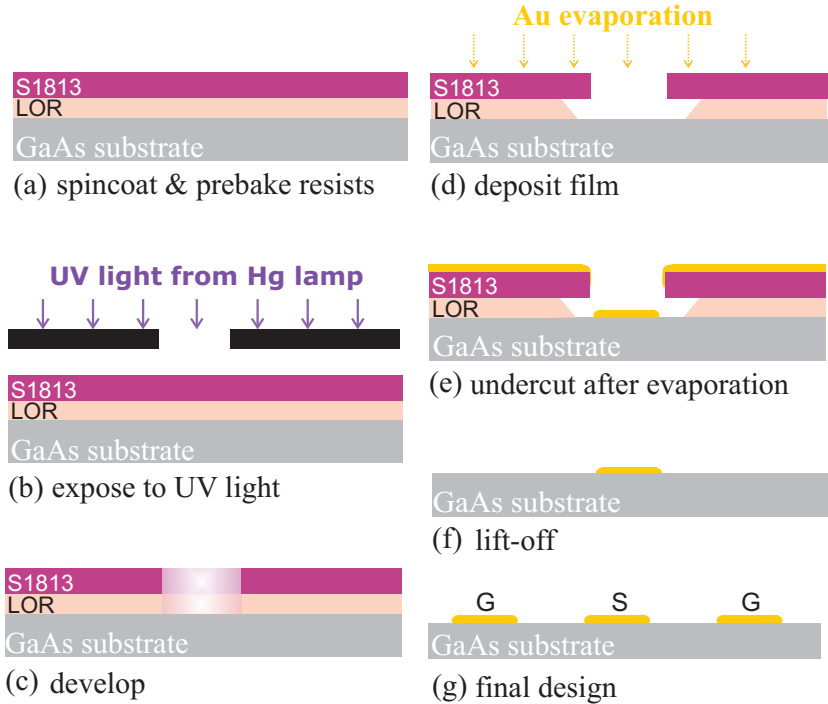 S1813
LOR
GaAs substrate
(a) spincoat & prebake resists
UV light from Hg lamp
S1813
LOR
GaAs substrate
(b) expose to UV light
S1813
LOR
GaAs substrate
(c) develop
Au evaporation
S1813
LOR
GaAs substrate
(d) deposit film
S1813
LOR
GaAs substrate
(e) undercut after evaporation
GaAs substrate
(f) lift-off
G S G
GaAs substrate
(g) final design